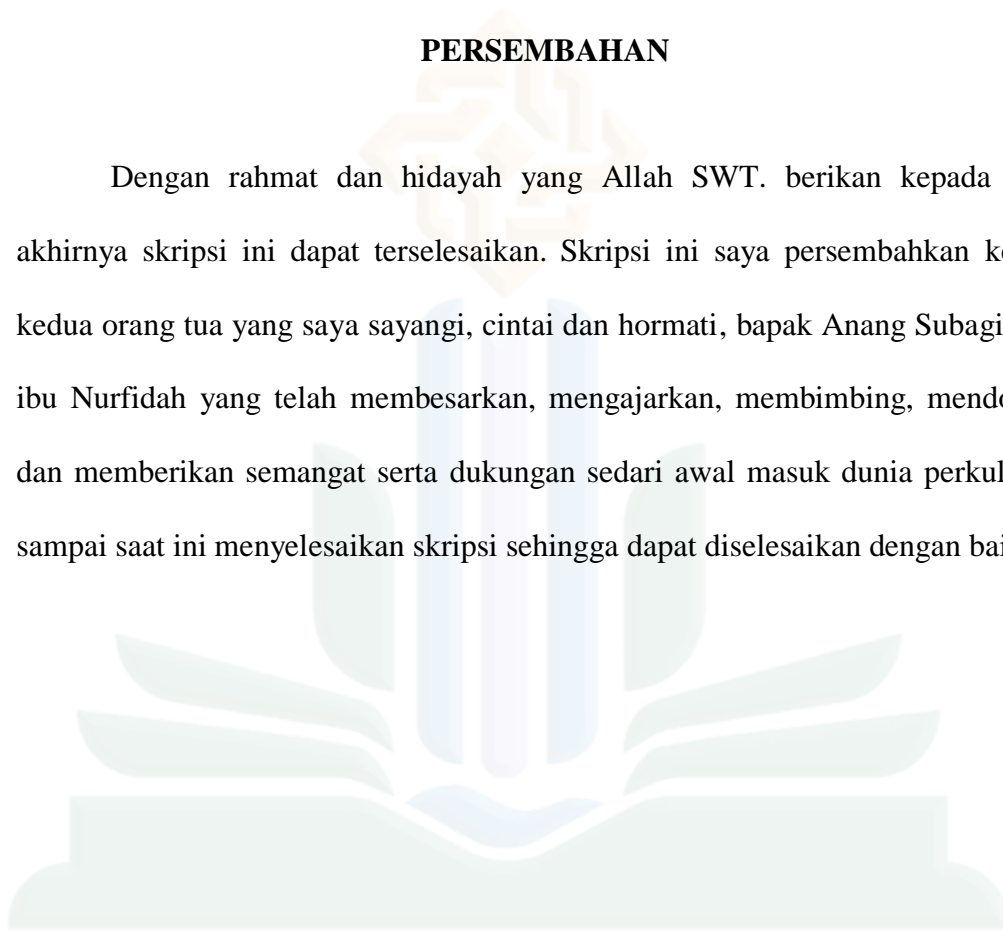 PERSEMBAHAN
Dengan rahmat dan hidayah yang Allah SWT. berikan kepada
akhirnya skripsi ini dapat terselesaikan. Skripsi ini saya persembahkan
kedua orang tua yang saya sayangi, cintai dan hormati, bapak Anang Subagi
ibu Nurfidah yang telah membesarkan, mengajarkan, membimbing,
dan memberikan semangat serta dukungan sedari awal masuk dunia
sampai saat ini menyelesaikan skripsi sehingga dapat diselesaikan dengan